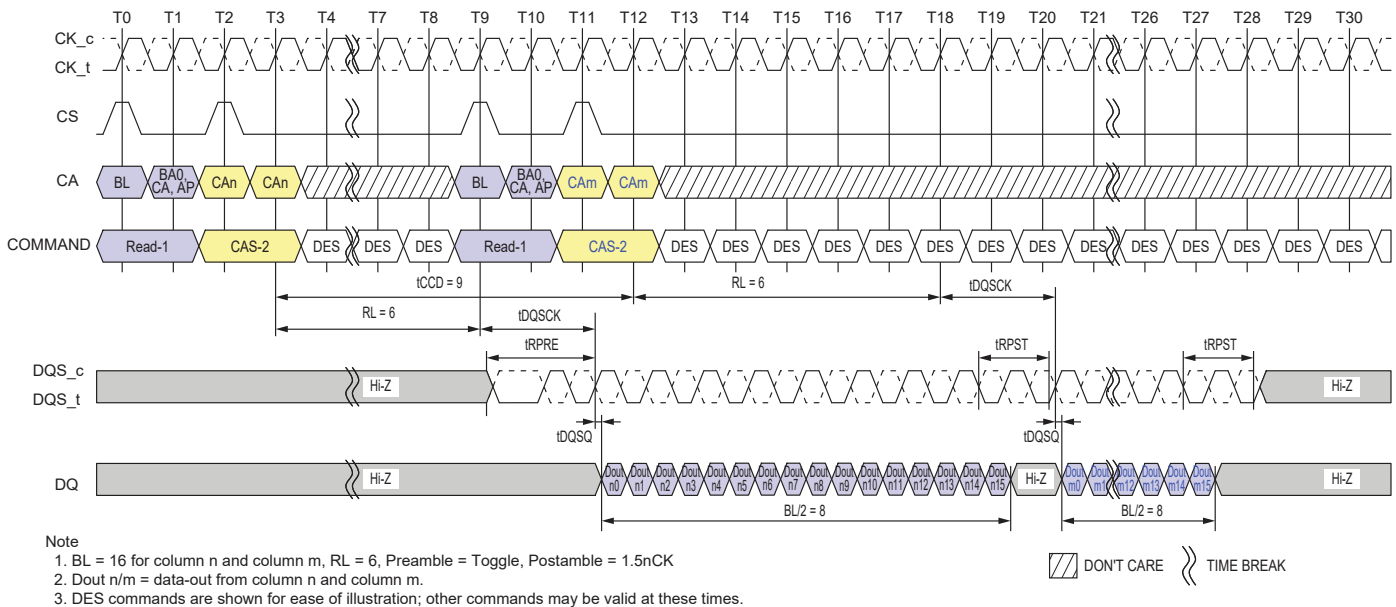 T0 T1 T2 T3 T4 T7 T8 T9 T10 T11 T12 T13 T14 T15 T16 T17 T18 T19 T20 T21 T26 T27 T28 T29 T30
CK_c
CK_t
CS
CA BL BA0, CA, AP CAn CAn BL BA0, CA, AP CAm CAm
COMMAND Read-1 CAS-2 DES DES DES Read-1 CAS-2 DES DES DES DES DES DES DES DES DES DES DES DES DES DES
tCCD = 9 RL = 6 tDQSCK
RL = 6 tDQSCK
tRPRE tRPST tRPST
DQS_c
DQS_t
Hi-Z Hi-Z
tDQSQ tDQSQ
DQ Hi-Z Dout n0 Dout n1 Dout n2 Dout n3 Dout n4 Dout n5 Dout n6 Dout n7 Dout n8 Dout n9 Dout n10 Dout n11 Dout n12 Dout n13 Dout n14 Dout n15 Hi-Z Dout m0 Dout m1 Dout m12 Dout m13 Dout m14 Dout m15 Hi-Z
BL/2 = 8 BL/2 = 8
Note
1. BL = 16 for column n and column m, RL = 6, Preamble = Toggle, Postamble = 1.5nCK
2. Dout n/m = data-out from column n and column m.
3. DES commands are shown for ease of illustration; other commands may be valid at these times.
DON'T CARE TIME BREAK